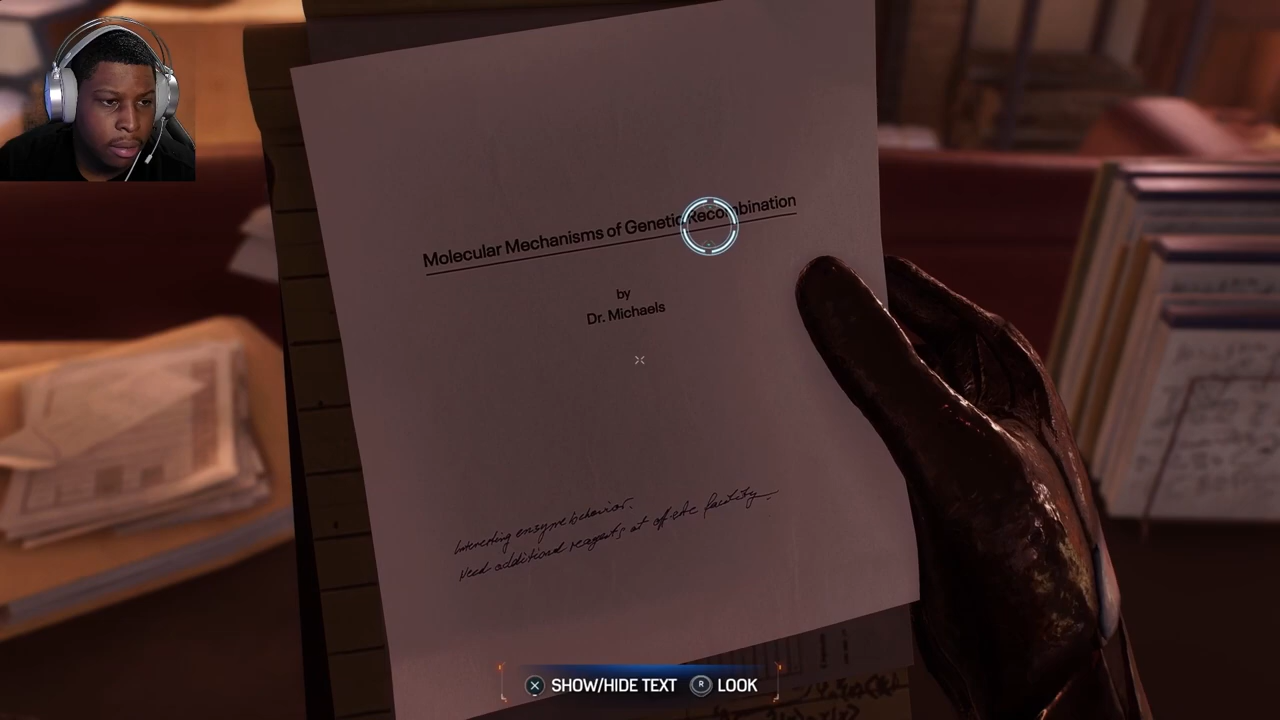 Molecular Mechanisms of Genetic Recombination
by
Dr. Michaels
Interesting enzyme behavior.
Need additional reagents at off-site facility.
SHOW/HIDE TEXT R LOOK